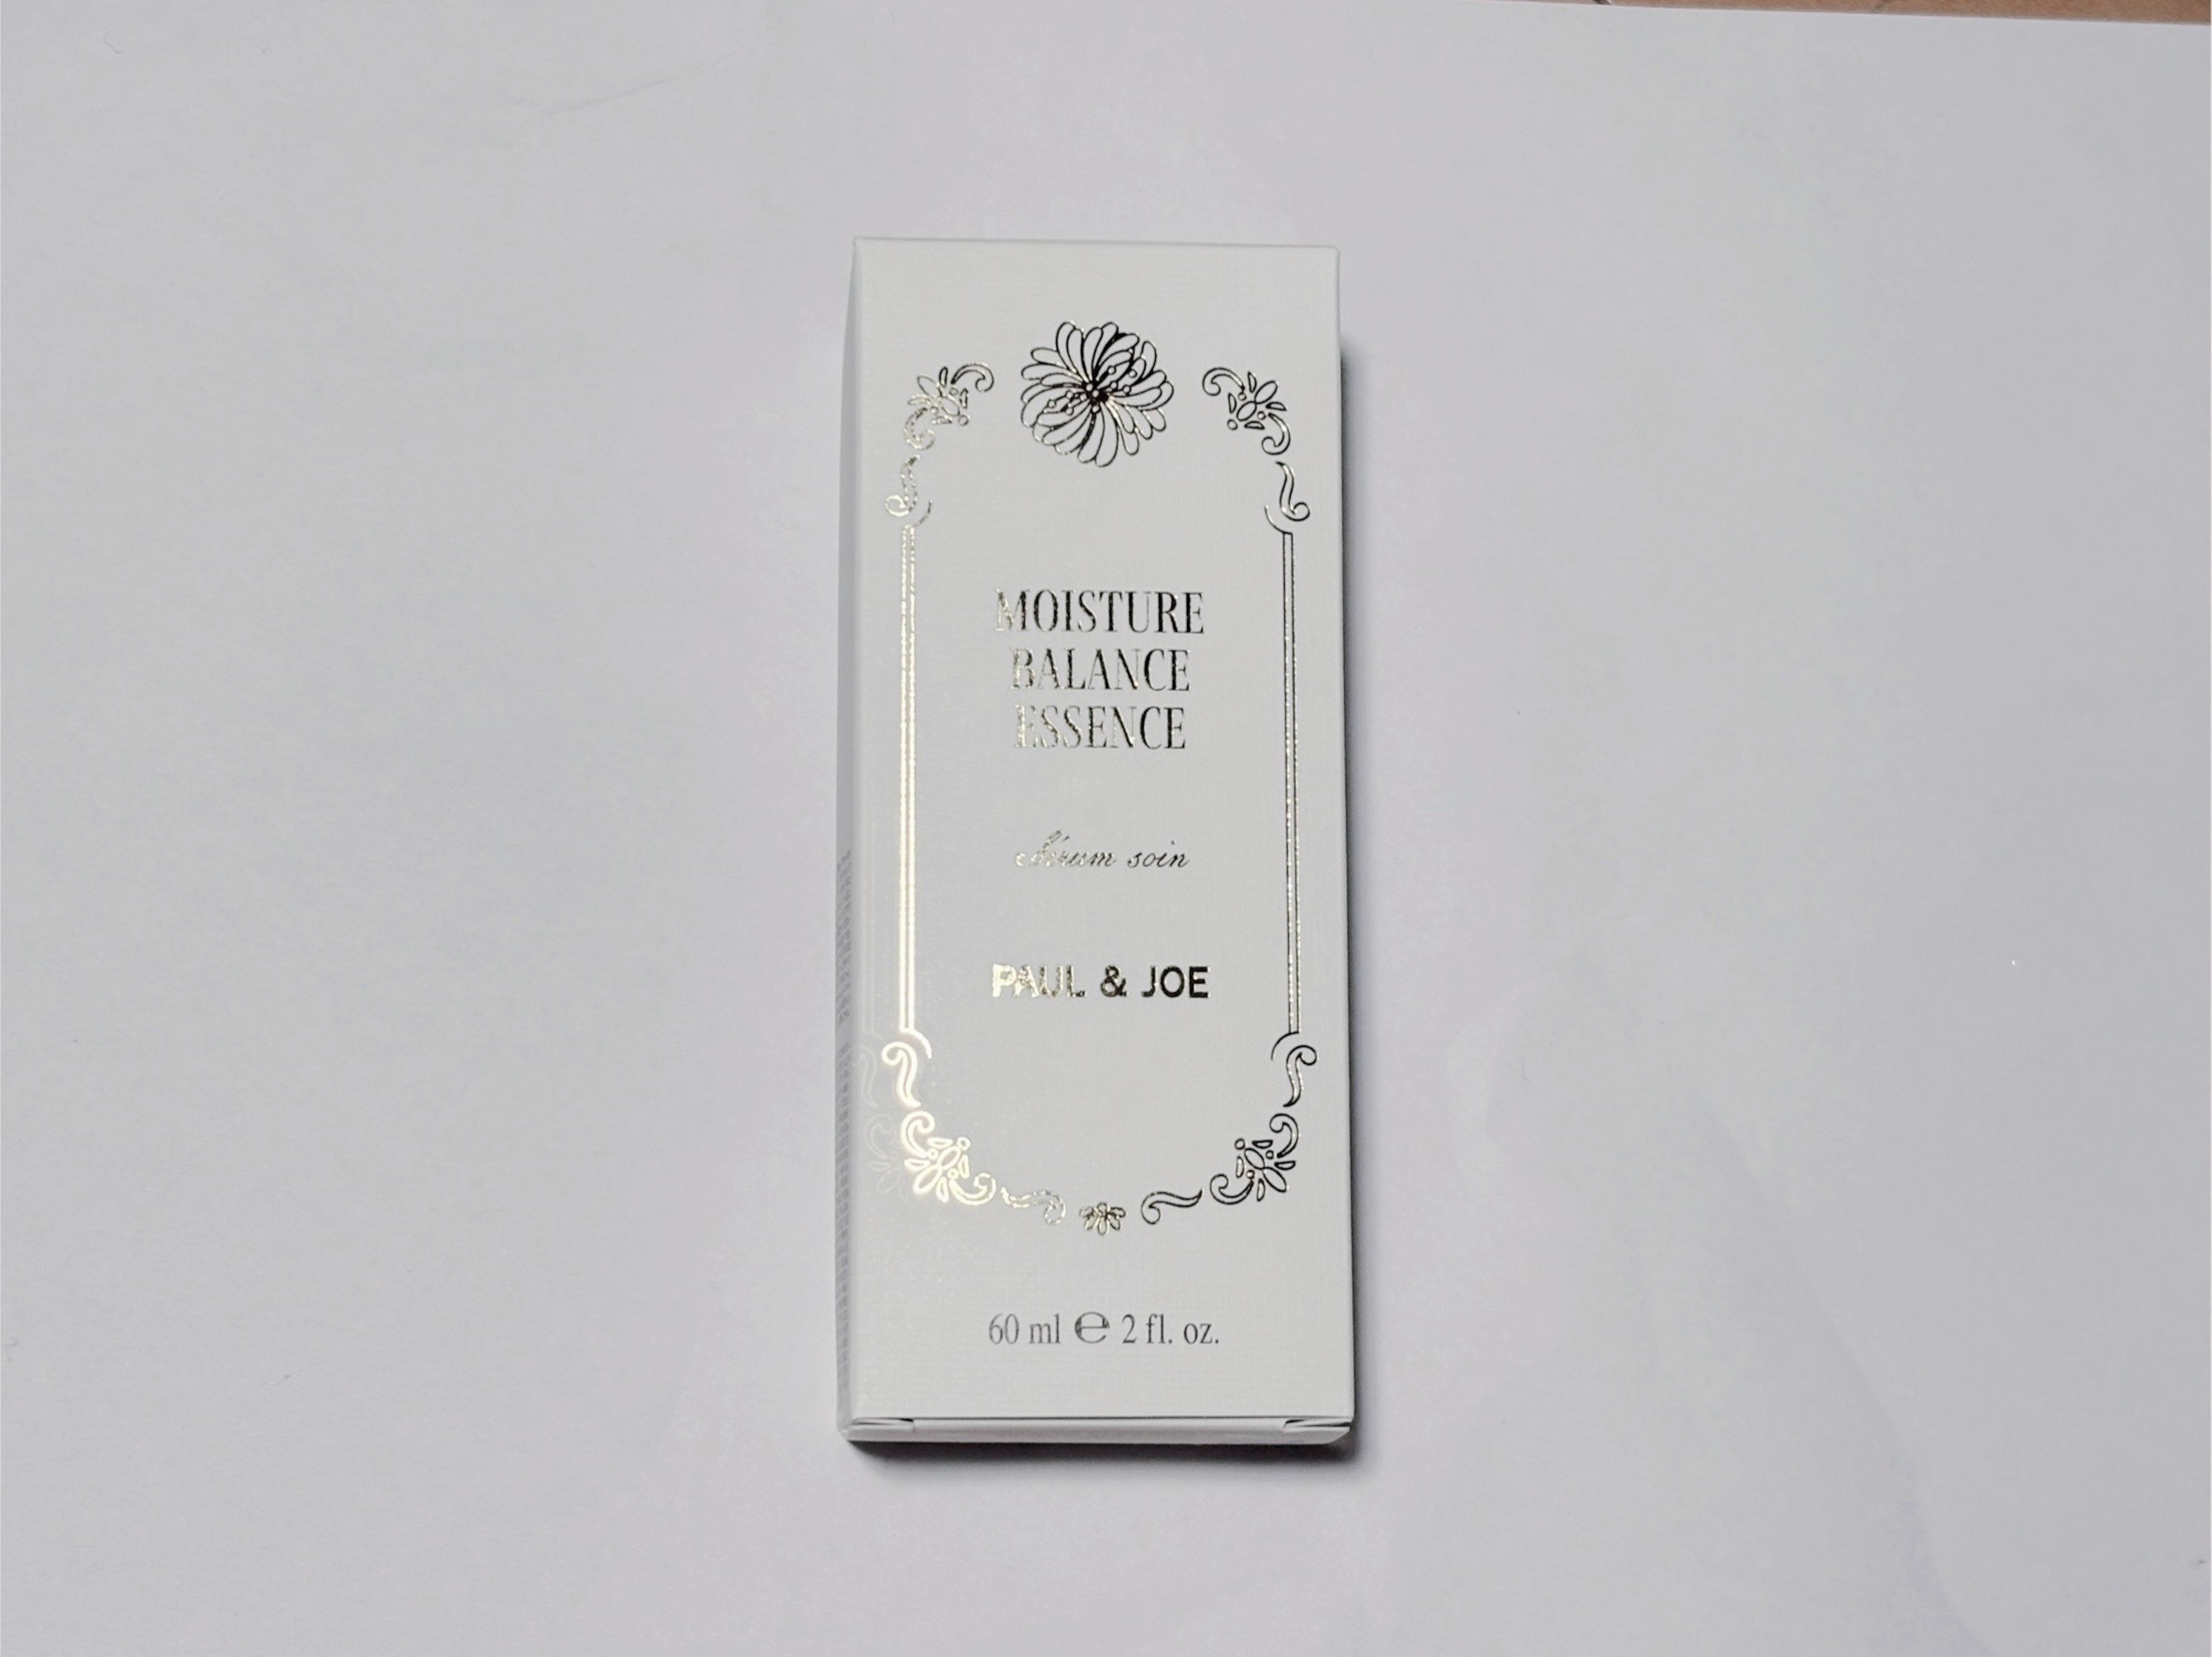 MOISTURE
BALANCE
ESSENCE
Sérum soin
PAUL & JOE
60 ml ℮ 2 fl. oz.